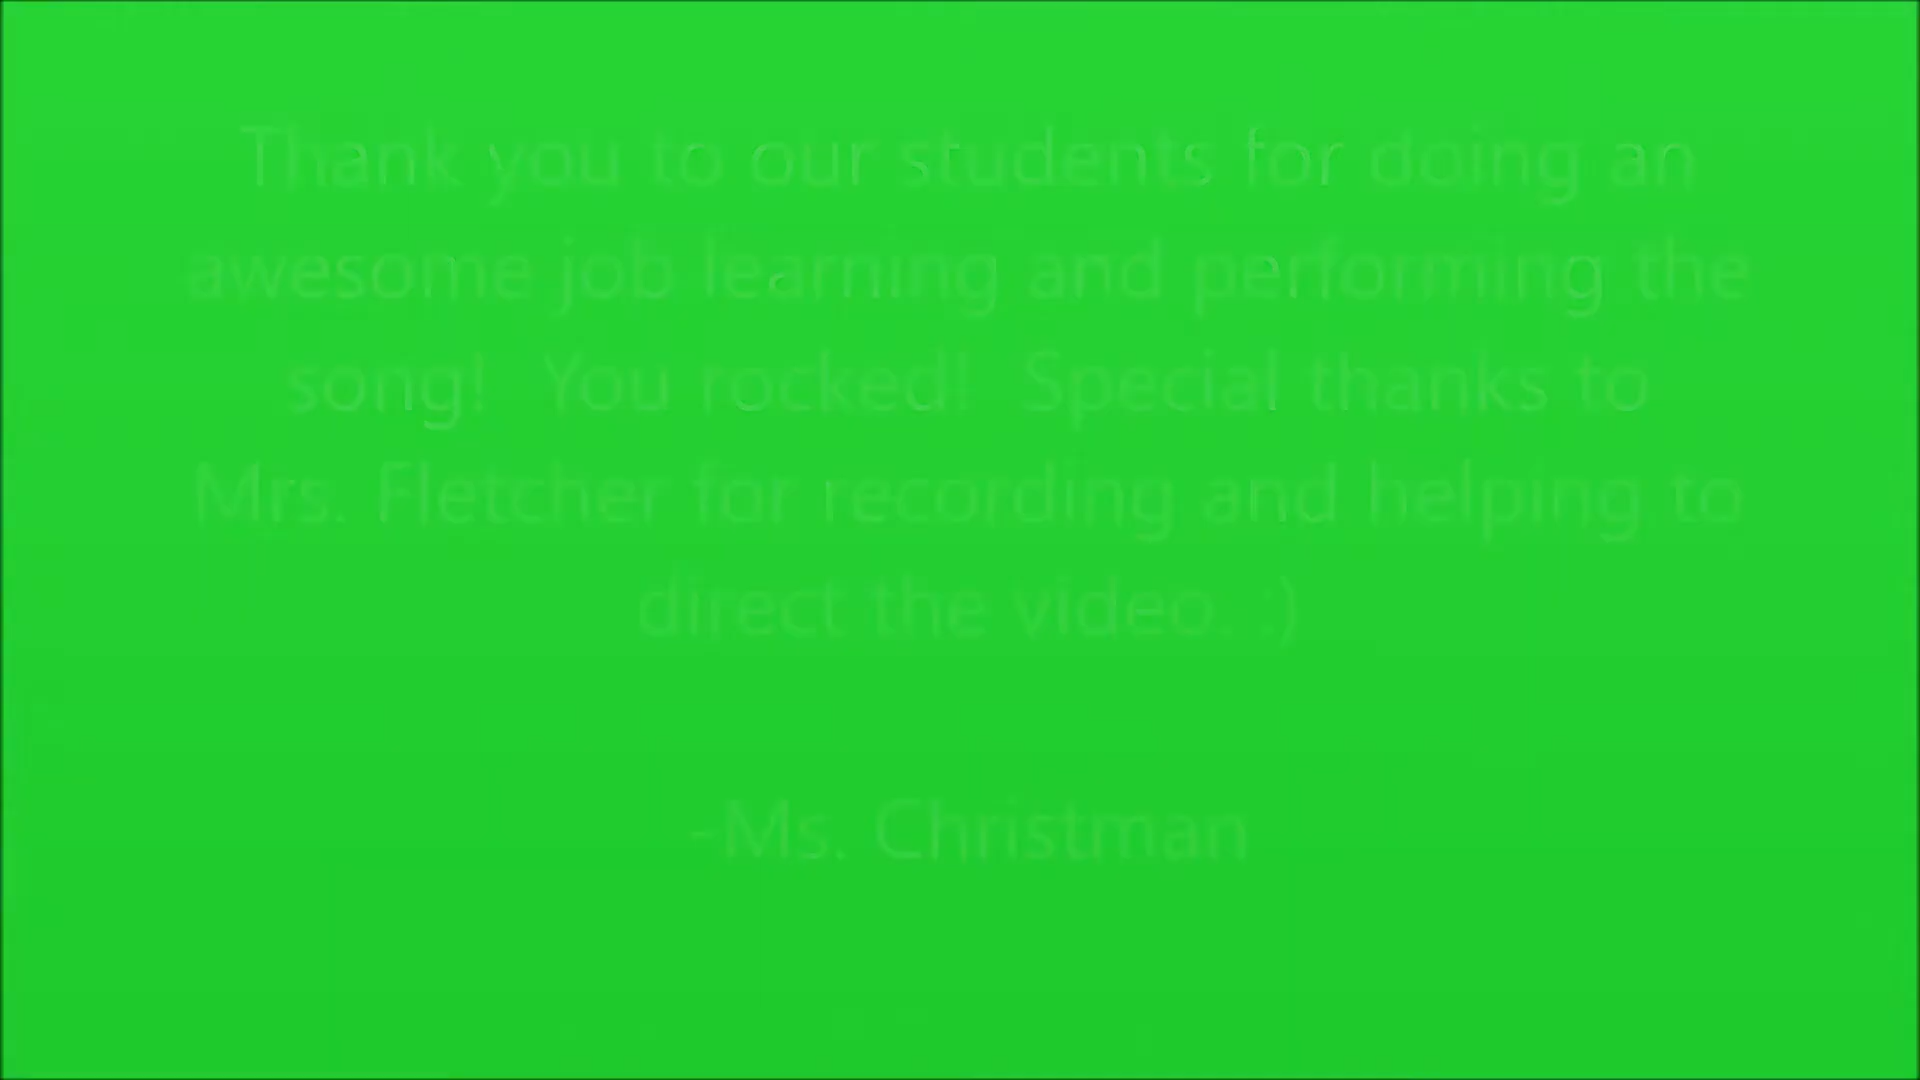 Thank you to our students for doing an
awesome job learning and performing the
song!  You rocked!  Special thanks to
Mrs. Fletcher for recording and helping to
direct the video. :)
-Ms. Christman